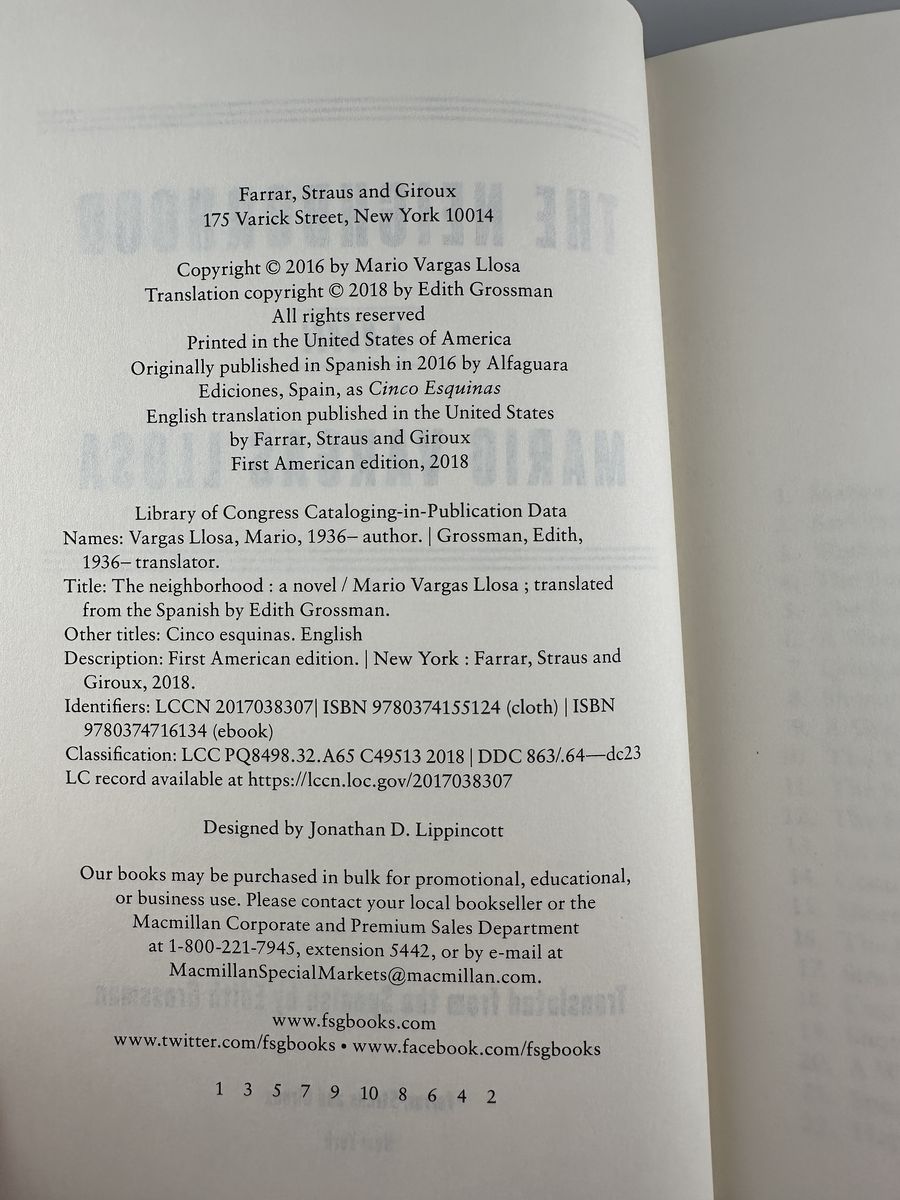 Farrar, Straus and Giroux
175 Varick Street, New York 10014
Copyright © 2016 by Mario Vargas Llosa
Translation copyright © 2018 by Edith Grossman
All rights reserved
Printed in the United States of America
Originally published in Spanish in 2016 by Alfaguara
Ediciones, Spain, as Cinco Esquinas
English translation published in the United States
by Farrar, Straus and Giroux
First American edition, 2018
Library of Congress Cataloging-in-Publication Data
Names: Vargas Llosa, Mario, 1936– author. | Grossman, Edith,
1936– translator.
Title: The neighborhood : a novel / Mario Vargas Llosa ; translated
from the Spanish by Edith Grossman.
Other titles: Cinco esquinas. English
Description: First American edition. | New York : Farrar, Straus and
Giroux, 2018.
Identifiers: LCCN 2017038307| ISBN 9780374155124 (cloth) | ISBN
9780374716134 (ebook)
Classification: LCC PQ8498.32.A65 C49513 2018 | DDC 863/.64—dc23
LC record available at https://lccn.loc.gov/2017038307
Designed by Jonathan D. Lippincott
Our books may be purchased in bulk for promotional, educational,
or business use. Please contact your local bookseller or the
Macmillan Corporate and Premium Sales Department
at 1-800-221-7945, extension 5442, or by e-mail at
MacmillanSpecialMarkets@macmillan.com.
www.fsgbooks.com
www.twitter.com/fsgbooks • www.facebook.com/fsgbooks
1 3 5 7 9 10 8 6 4 2